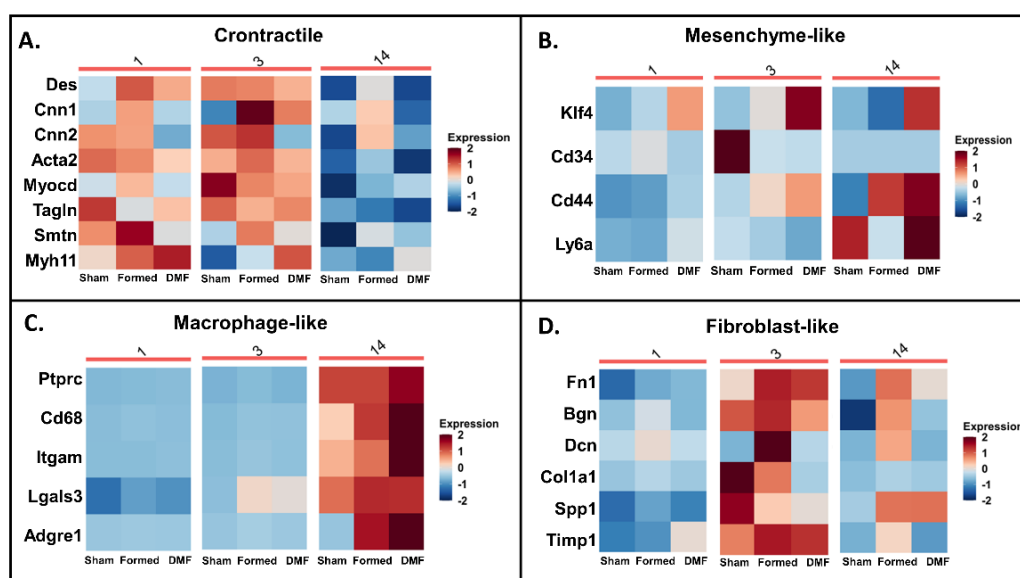 A.
Crontractile
1
3
14
Des
Cnn1
Cnn2
Acta2
Myocd
Tagln
Smtn
Myh11
Sham Formed DMF
Sham Formed DMF
Sham Formed DMF
Expression
2
1
0
-1
-2
B.
Mesenchyme-like
1
3
14
Klf4
Cd34
Cd44
Ly6a
Sham Formed DMF
Sham Formed DMF
Sham Formed DMF
Expression
2
1
0
-1
-2
C.
Macrophage-like
1
3
14
Ptprc
Cd68
Itgam
Lgals3
Adgre1
Sham Formed DMF
Sham Formed DMF
Sham Formed DMF
Expression
2
1
0
-1
-2
D.
Fibroblast-like
1
3
14
Fn1
Bgn
Dcn
Col1a1
Spp1
Timp1
Sham Formed DMF
Sham Formed DMF
Sham Formed DMF
Expression
2
1
0
-1
-2